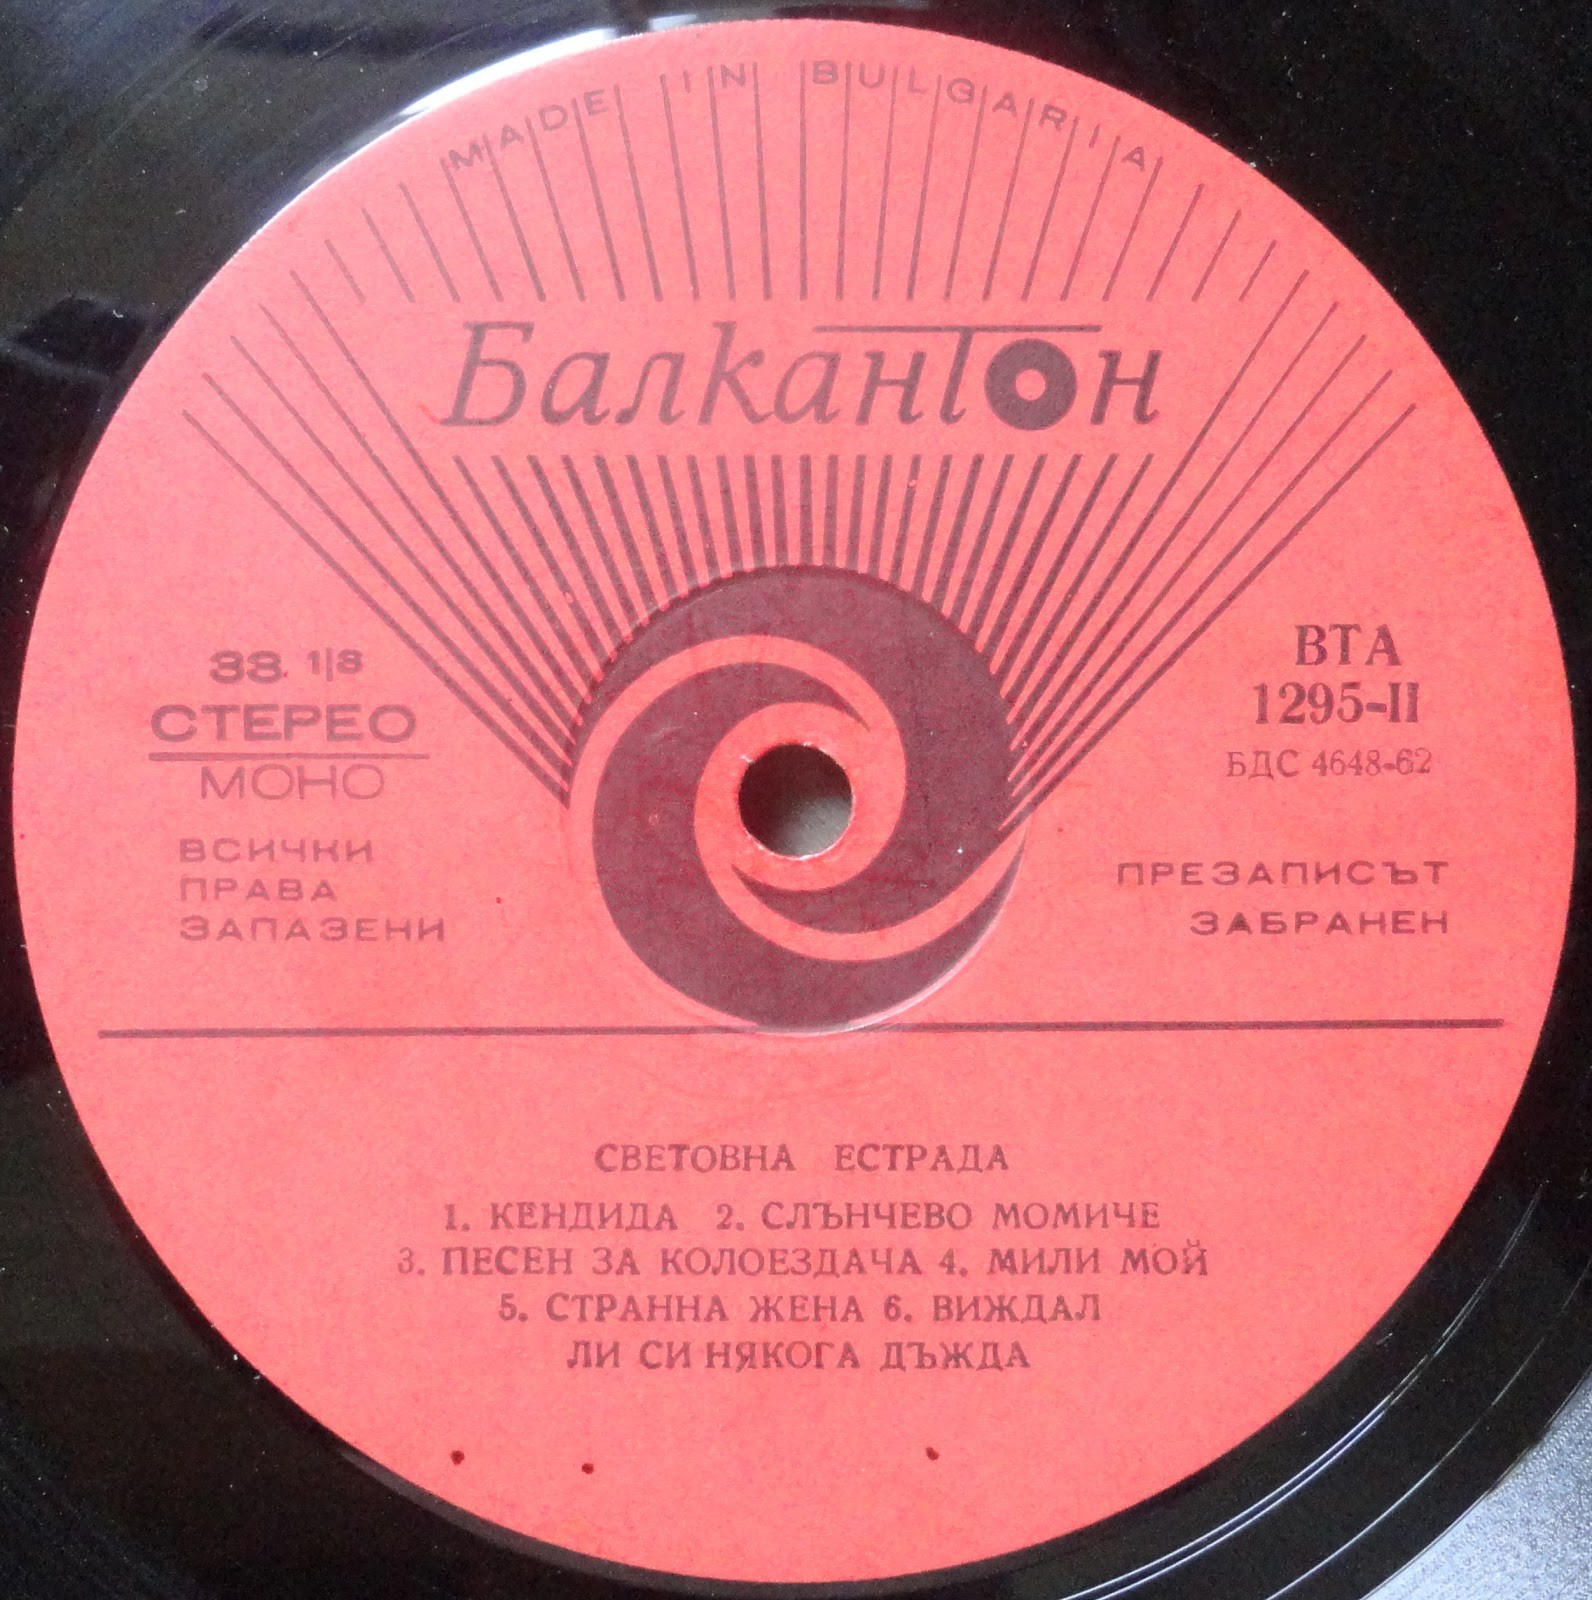 MADE IN BULGARIA
Балкантон
33 1/3
СТЕРЕО
МОНО
ВСИЧКИ
ПРАВА
ЗАПАЗЕНИ
ВТА
1295-II
БДС 4648-62
ПРЕЗАПИСЪТ
ЗАБРАНЕН
СВЕТОВНА ЕСТРАДА
1. КЕНДИДА 2. СЛЪНЧЕВО МОМИЧЕ
3. ПЕСЕН ЗА КОЛОЕЗДАЧА 4. МИЛИ МОЙ
5. СТРАННА ЖЕНА 6. ВИЖДАЛ
ЛИ СИ НЯКОГА ДЪЖДА